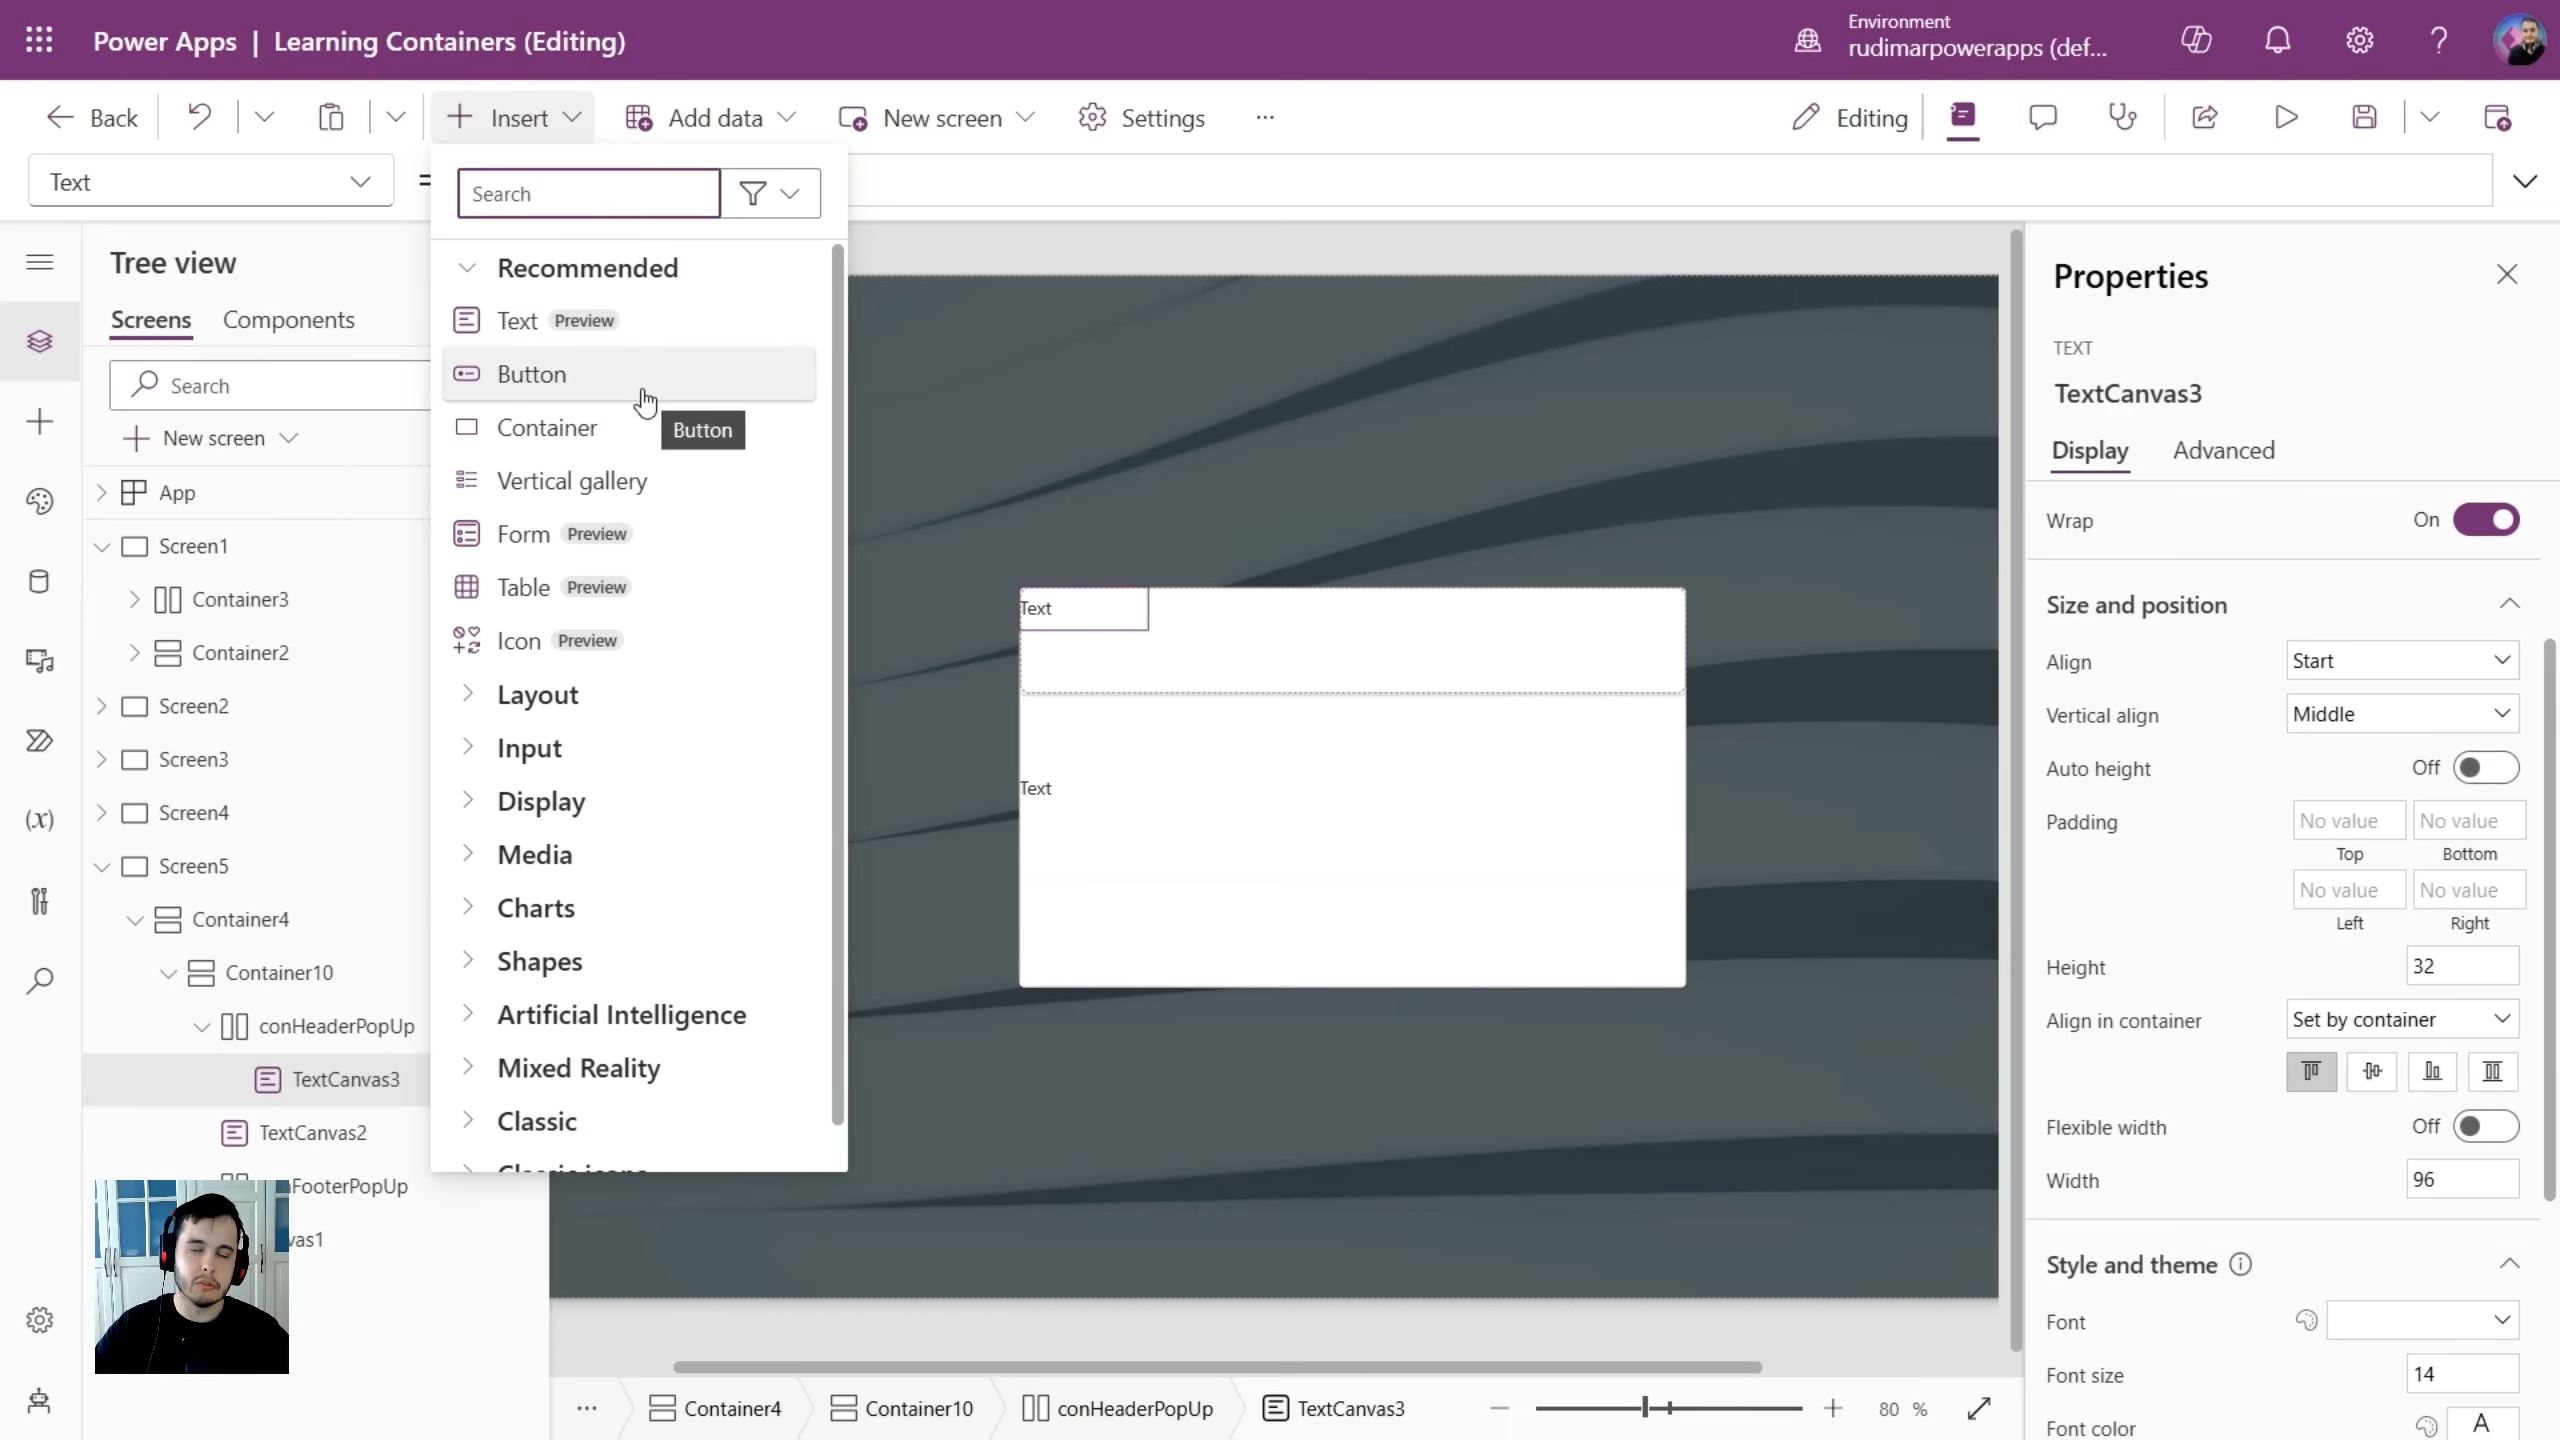 Power Apps | Learning Containers (Editing)
Environment
rudimarpowerapps (def...
Back
Insert
Add data
New screen
Settings
...
Editing
Text
=
Search
Recommended
Text Preview
Button
Button
Container
Vertical gallery
Form Preview
Table Preview
Icon Preview
Layout
Input
Display
Media
Charts
Shapes
Artificial Intelligence
Mixed Reality
Classic
Classic icons
Tree view
Screens Components
Search
New screen
App
Screen1
Container3
Container2
Screen2
Screen3
Screen4
Screen5
Container4
Container10
conHeaderPopUp
TextCanvas3
TextCanvas2
FooterPopUp
vas1
Text
Text
... Container4 Container10 conHeaderPopUp TextCanvas3
80 %
Properties
TEXT
TextCanvas3
Display Advanced
Wrap On
Size and position
Align Start
Vertical align Middle
Auto height Off
Padding No value No value
Top Bottom
No value No value
Left Right
Height 32
Align in container Set by container
Flexible width Off
Width 96
Style and theme
Font
Font size 14
Font color A